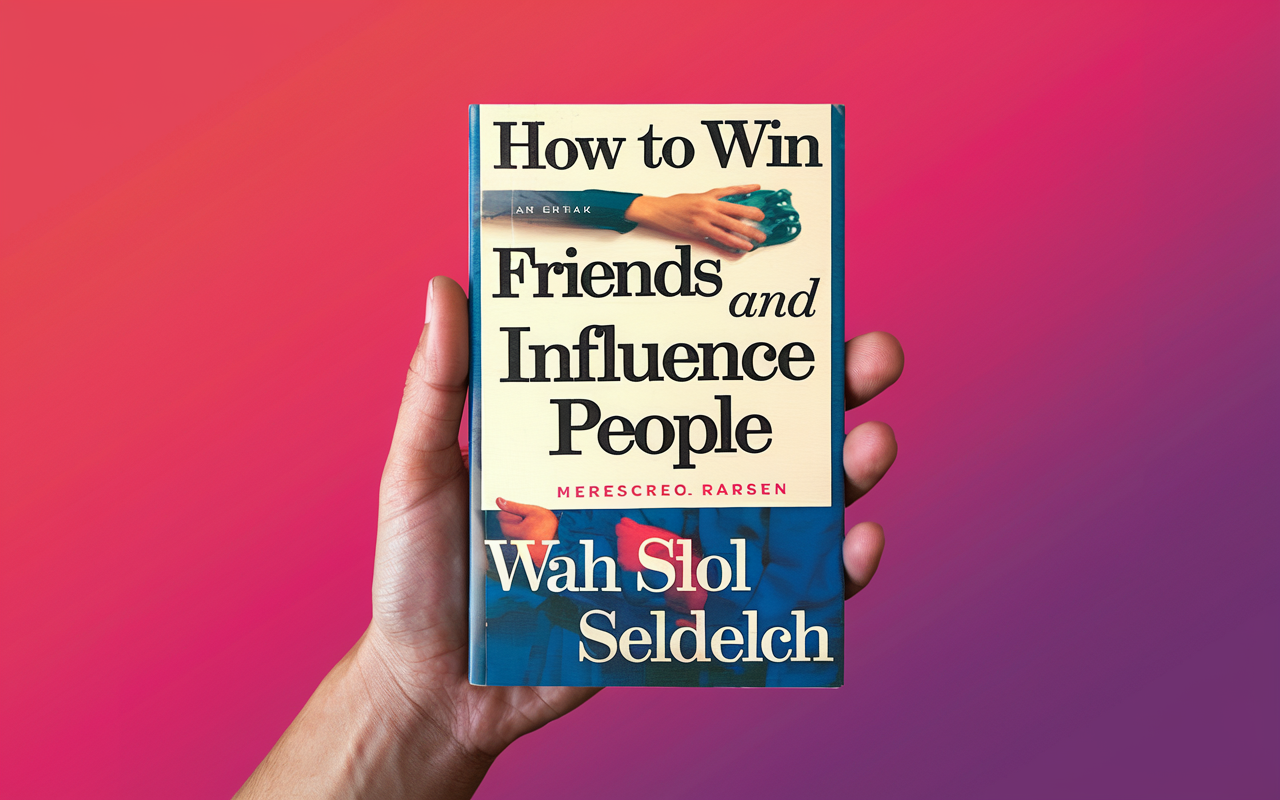 How to Win
AN ERTAK
Friends and
Influence
People
MERESCREO. RARSEN
Wah Slol
Seldelch